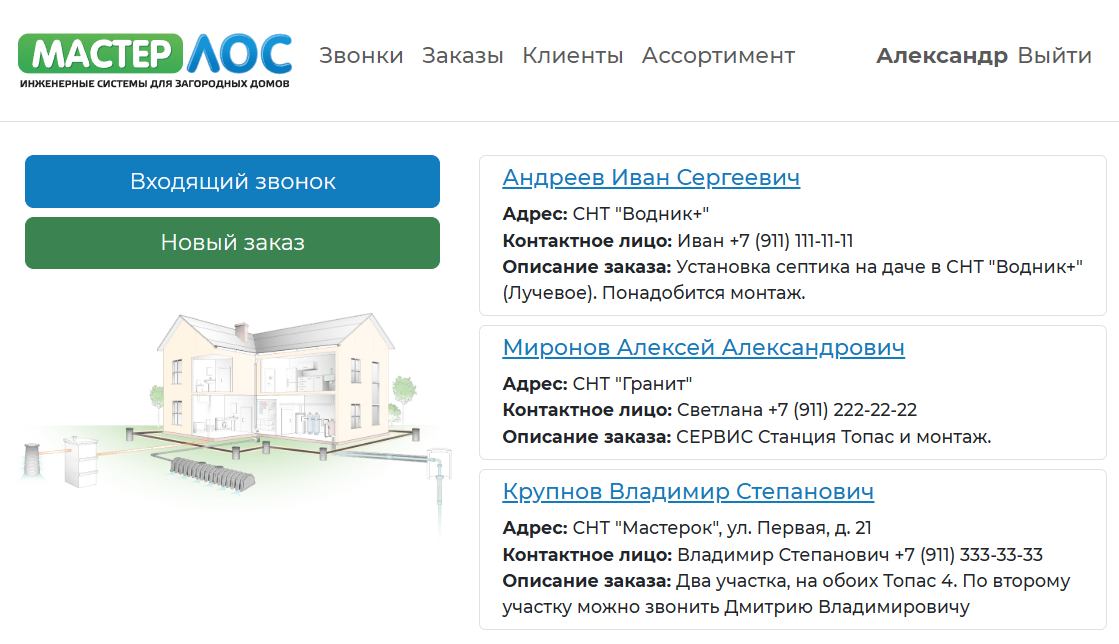 МАСТЕР ЛОС
ИНЖЕНЕРНЫЕ СИСТЕМЫ ДЛЯ ЗАГОРОДНЫХ ДОМОВ
Звонки Заказы Клиенты Ассортимент
Александр Выйти
Входящий звонок
Новый заказ
Андреев Иван Сергеевич
Адрес: СНТ "Водник+"
Контактное лицо: Иван +7 (911) 111-11-11
Описание заказа: Установка септика на даче в СНТ "Водник+"
(Лучевое). Понадобится монтаж.
Миронов Алексей Александрович
Адрес: СНТ "Гранит"
Контактное лицо: Светлана +7 (911) 222-22-22
Описание заказа: СЕРВИС Станция Топас и монтаж.
Крупнов Владимир Степанович
Адрес: СНТ "Мастерок", ул. Первая, д. 21
Контактное лицо: Владимир Степанович +7 (911) 333-33-33
Описание заказа: Два участка, на обоих Топас 4. По второму
участку можно звонить Дмитрию Владимировичу